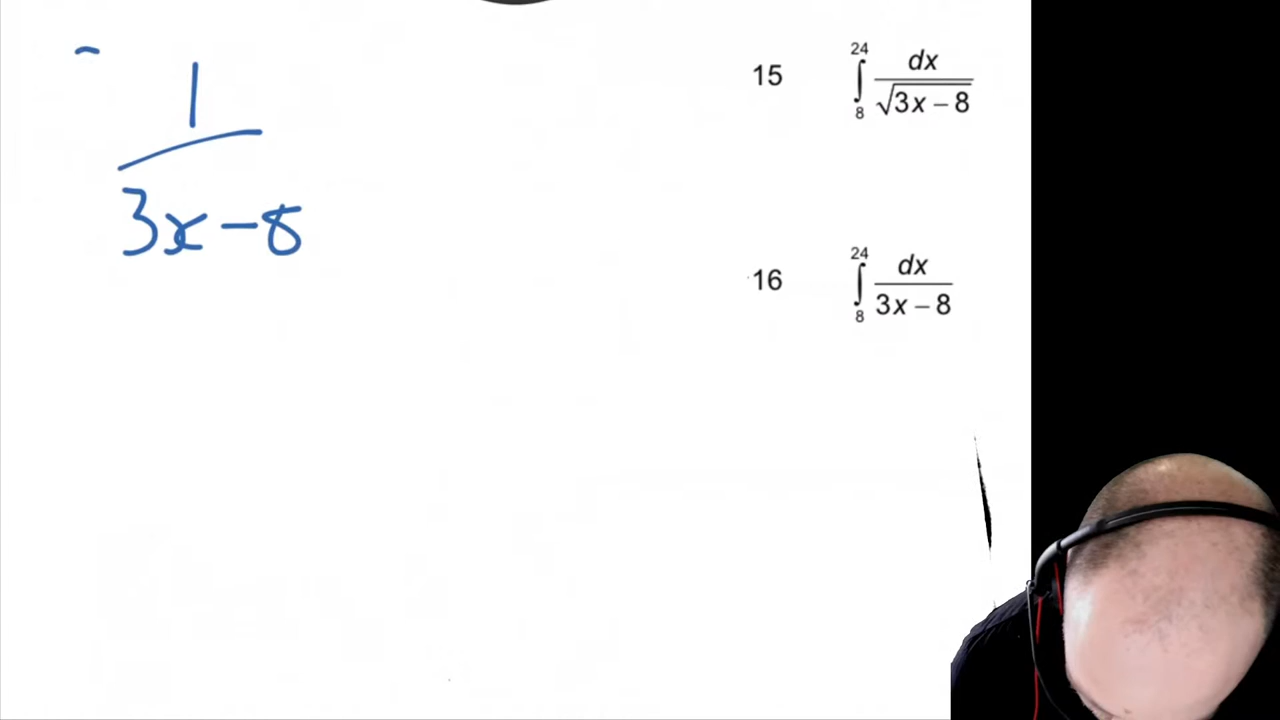 1
3x-8
15 ∫₈²⁴ dx/√(3x – 8)
16 ∫₈²⁴ dx/(3x – 8)